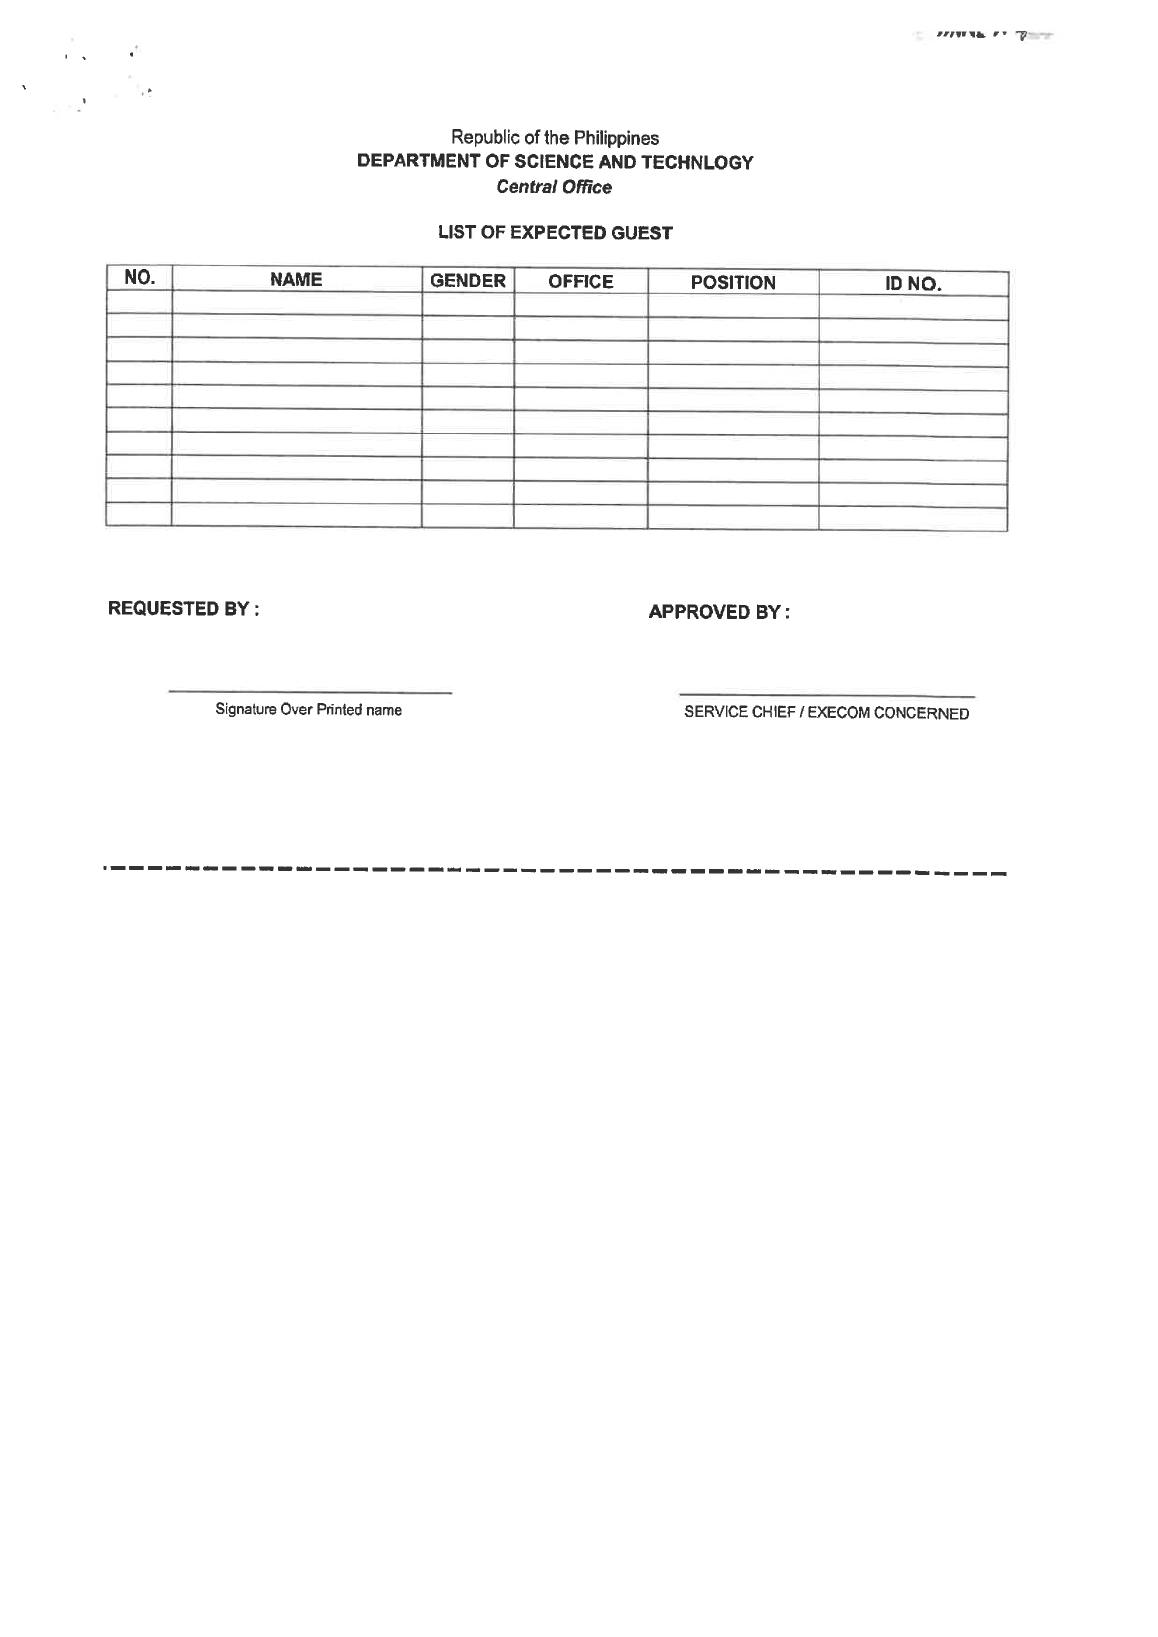 Republic of the Philippines
DEPARTMENT OF SCIENCE AND TECHNLOGY
Central Office
LIST OF EXPECTED GUEST
NO. NAME GENDER OFFICE POSITION ID NO.
REQUESTED BY : APPROVED BY :
Signature Over Printed name SERVICE CHIEF / EXECOM CONCERNED